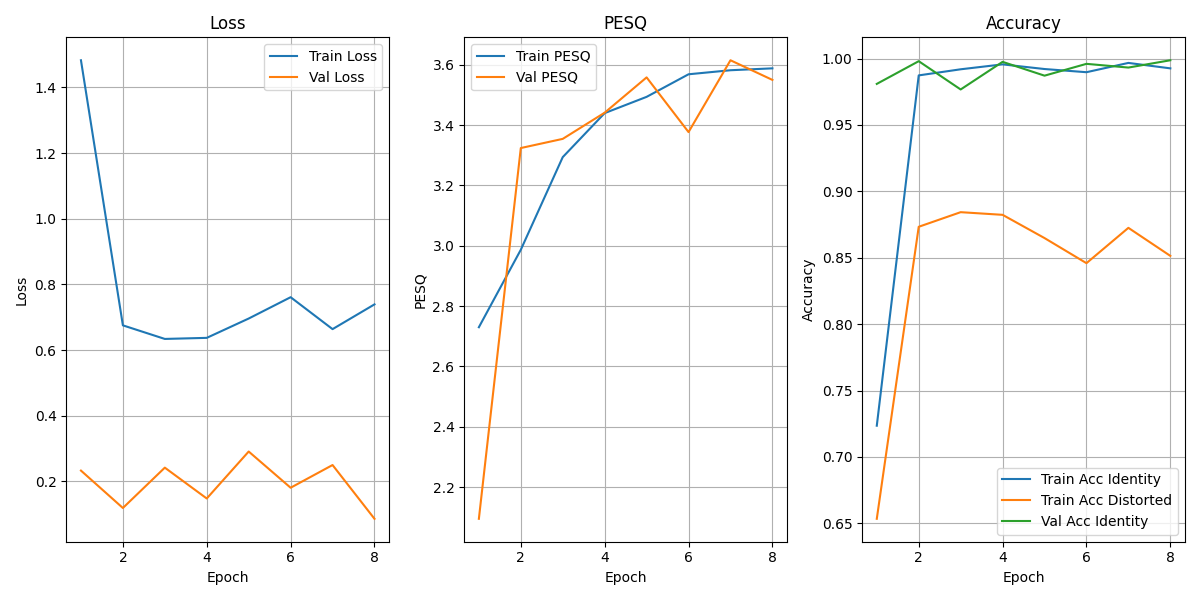 Loss
Train Loss
Val Loss
1.4
1.2
1.0
0.8
0.6
0.4
0.2
2
4
6
8
Loss
Epoch
PESQ
Train PESQ
Val PESQ
3.6
3.4
3.2
3.0
2.8
2.6
2.4
2.2
2
4
6
8
PESQ
Epoch
Accuracy
1.00
0.95
0.90
0.85
0.80
0.75
0.70
0.65
Train Acc Identity
Train Acc Distorted
Val Acc Identity
2
4
6
8
Accuracy
Epoch